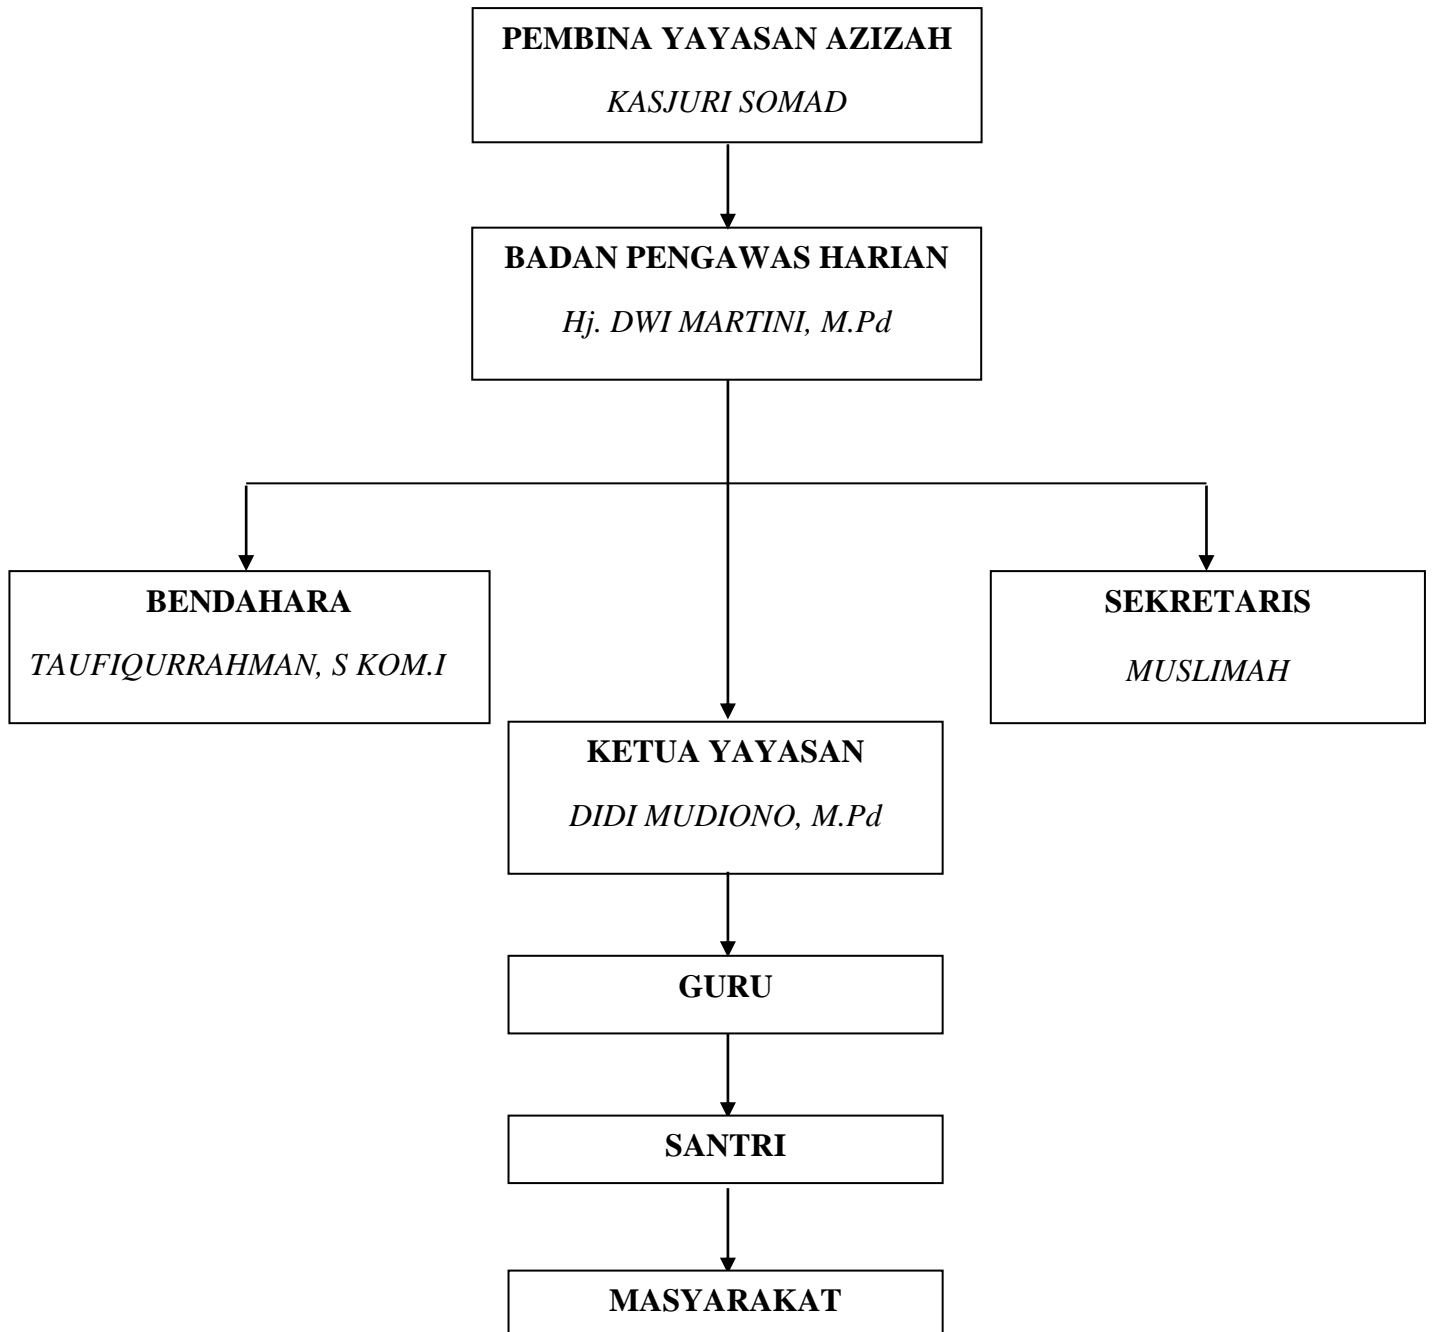 PEMBINA YAYASAN AZIZAH
KASJURI SOMAD
BADAN PENGAWAS HARIAN
Hj. DWI MARTINI, M.Pd
BENDAHARA
TAUFIQURRAHMAN, S KOM.I
SEKRETARIS
MUSLIMAH
KETUA YAYASAN
DIDI MUDIONO, M.Pd
GURU
SANTRI
MASYARAKAT